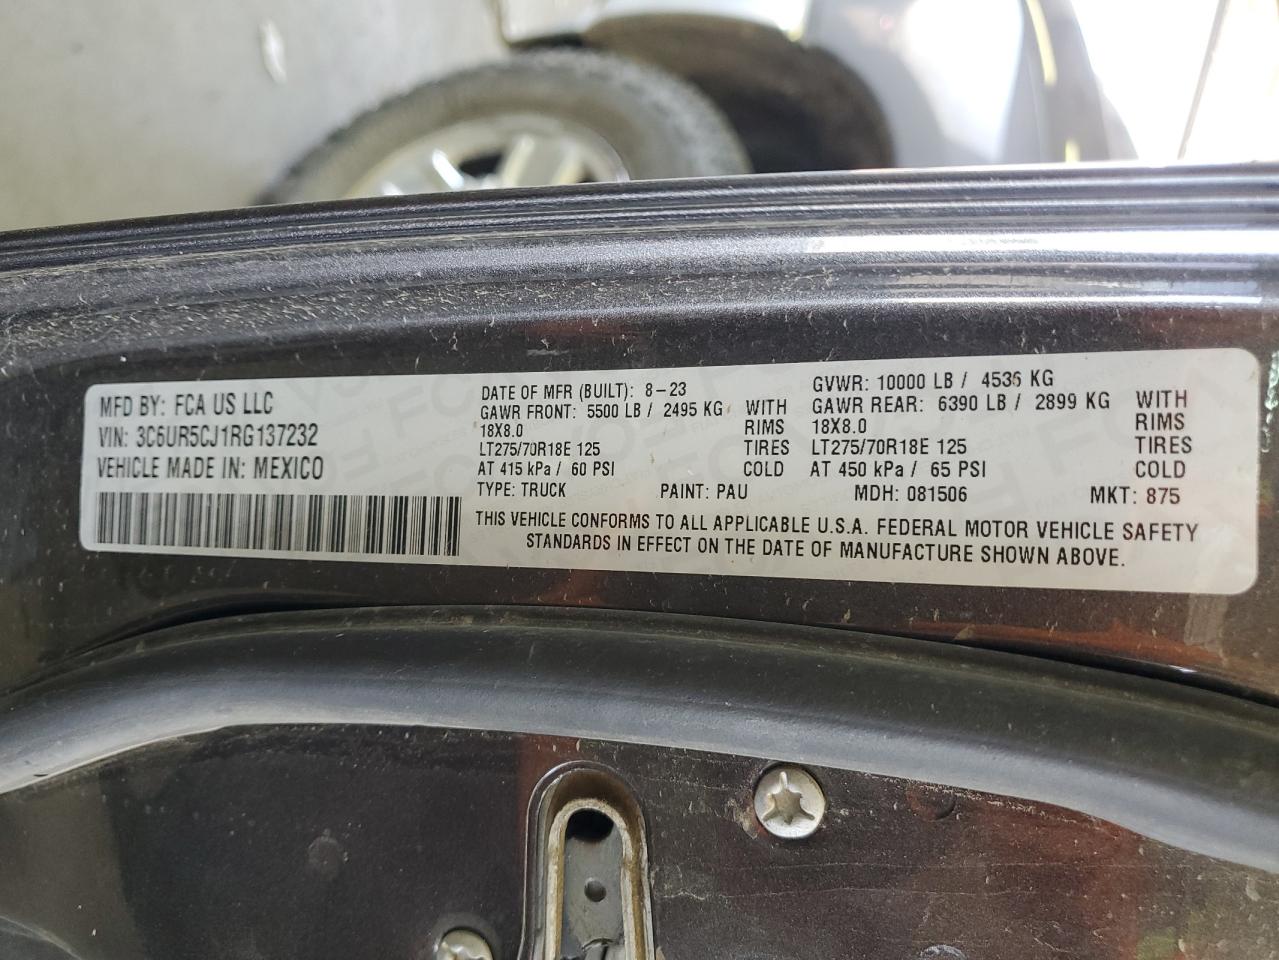 MFD BY: FCA US LLC
VIN: 3C6UR5CJ1RG137232
VEHICLE MADE IN: MEXICO
DATE OF MFR (BUILT): 8-23 GVWR: 10000 LB / 4536 KG
GAWR FRONT: 5500 LB / 2495 KG WITH GAWR REAR: 6390 LB / 2899 KG WITH
18X8.0 RIMS 18X8.0 RIMS
LT275/70R18E 125 TIRES LT275/70R18E 125 TIRES
AT 415 kPa / 60 PSI COLD AT 450 kPa / 65 PSI COLD
TYPE: TRUCK PAINT: PAU MDH: 081506 MKT: 875
THIS VEHICLE CONFORMS TO ALL APPLICABLE U.S.A. FEDERAL MOTOR VEHICLE SAFETY
STANDARDS IN EFFECT ON THE DATE OF MANUFACTURE SHOWN ABOVE.